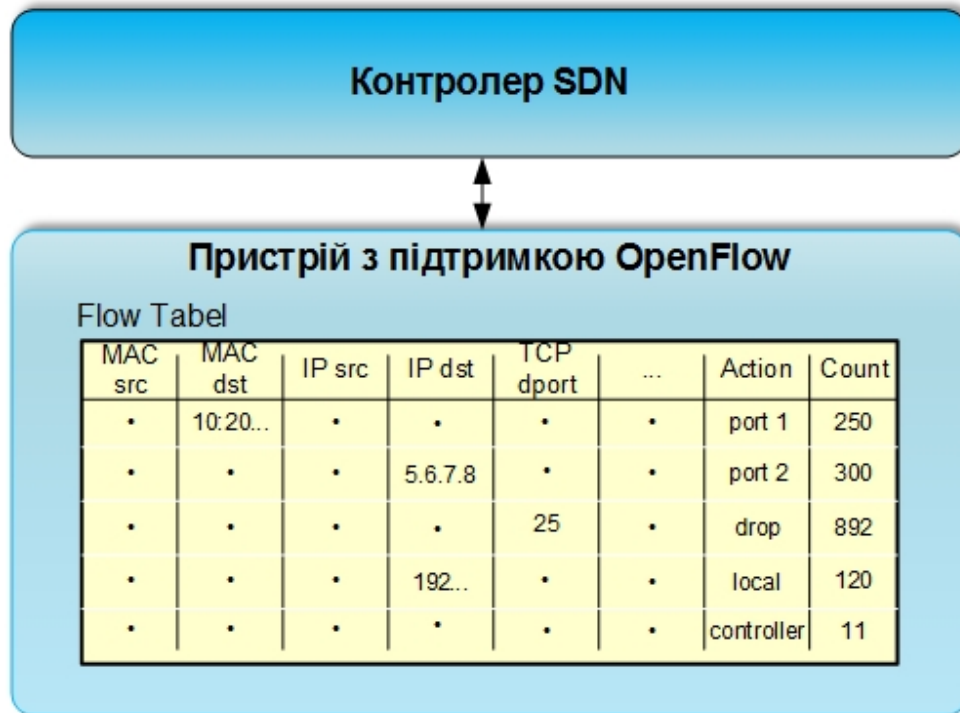 Контролер SDN
Пристрій з підтримкою OpenFlow
Flow Tabel
MAC src MAC dst IP src IP dst TCP dport ... Action Count
• 10:20... • • • • port 1 250
• • • 5.6.7.8 • • port 2 300
• • • • 25 • drop 892
• • • 192... • • local 120
• • • • • • controller 11